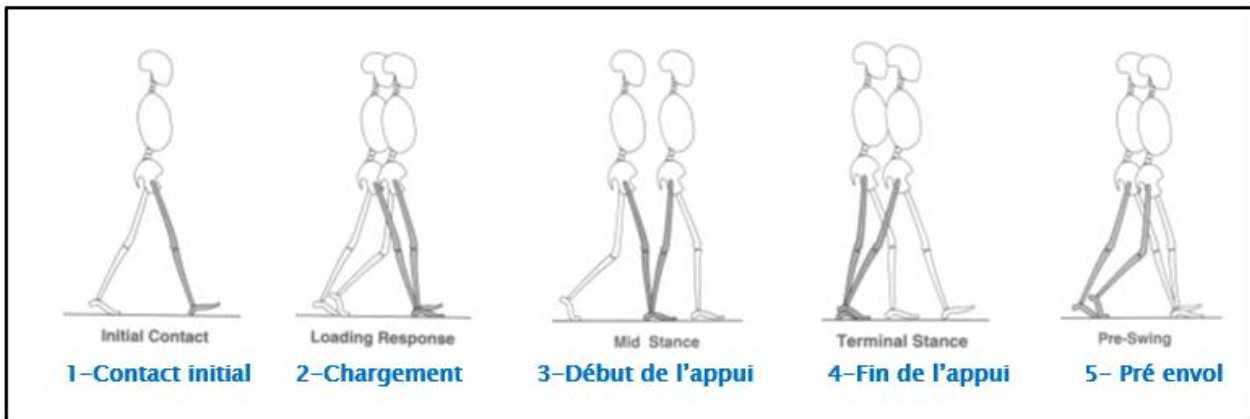 Initial Contact
Loading Response
Mid Stance
Terminal Stance
Pre-Swing
1-Contact initial
2-Chargement
3-Début de l'appui
4-Fin de l'appui
5- Pré envol